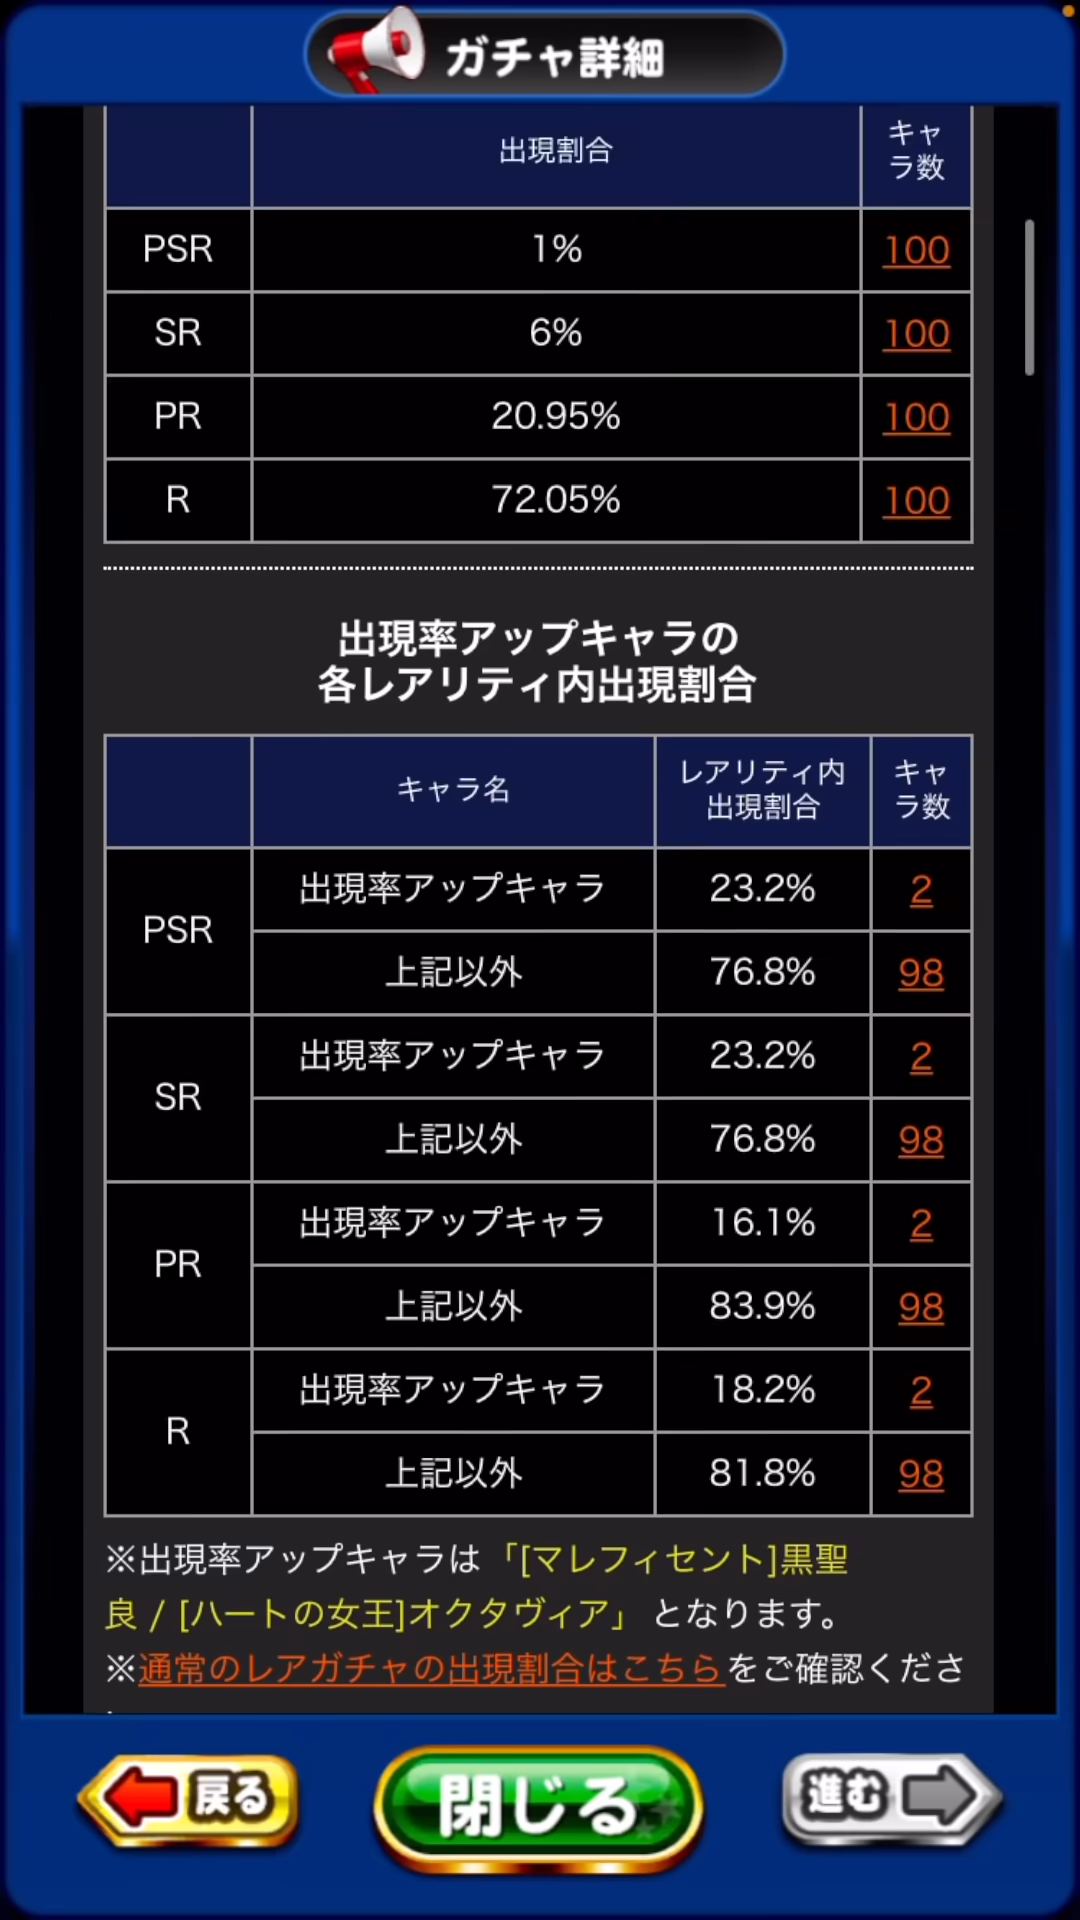 ガチャ詳細
出現割合 キャラ数
PSR 1% 100
SR 6% 100
PR 20.95% 100
R 72.05% 100
出現率アップキャラの
各レアリティ内出現割合
キャラ名 レアリティ内出現割合 キャラ数
PSR 出現率アップキャラ 23.2% 2
上記以外 76.8% 98
SR 出現率アップキャラ 23.2% 2
上記以外 76.8% 98
PR 出現率アップキャラ 16.1% 2
上記以外 83.9% 98
R 出現率アップキャラ 18.2% 2
上記以外 81.8% 98
※出現率アップキャラは「[マレフィセント]黒聖
良 / [ハートの女王]オクタヴィア」となります。
※通常のレアガチャの出現割合はこちらをご確認くださ
戻る 閉じる 進む